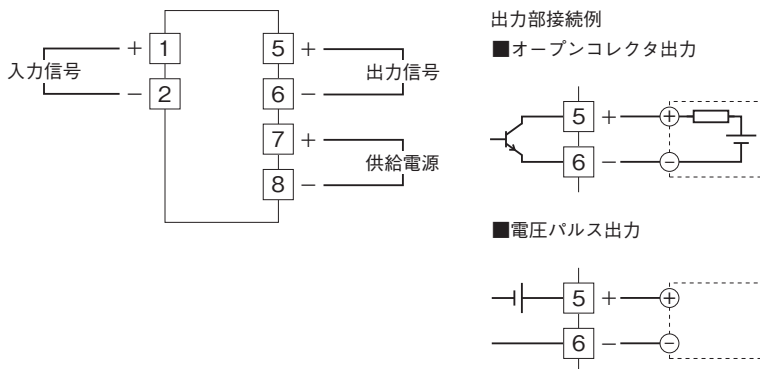 + 1
入力信号
− 2
5 +
出力信号
6 −
7 +
供給電源
8 −
出力部接続例
■オープンコレクタ出力
5 + +
6 − −
■電圧パルス出力
5 + +
6 − −